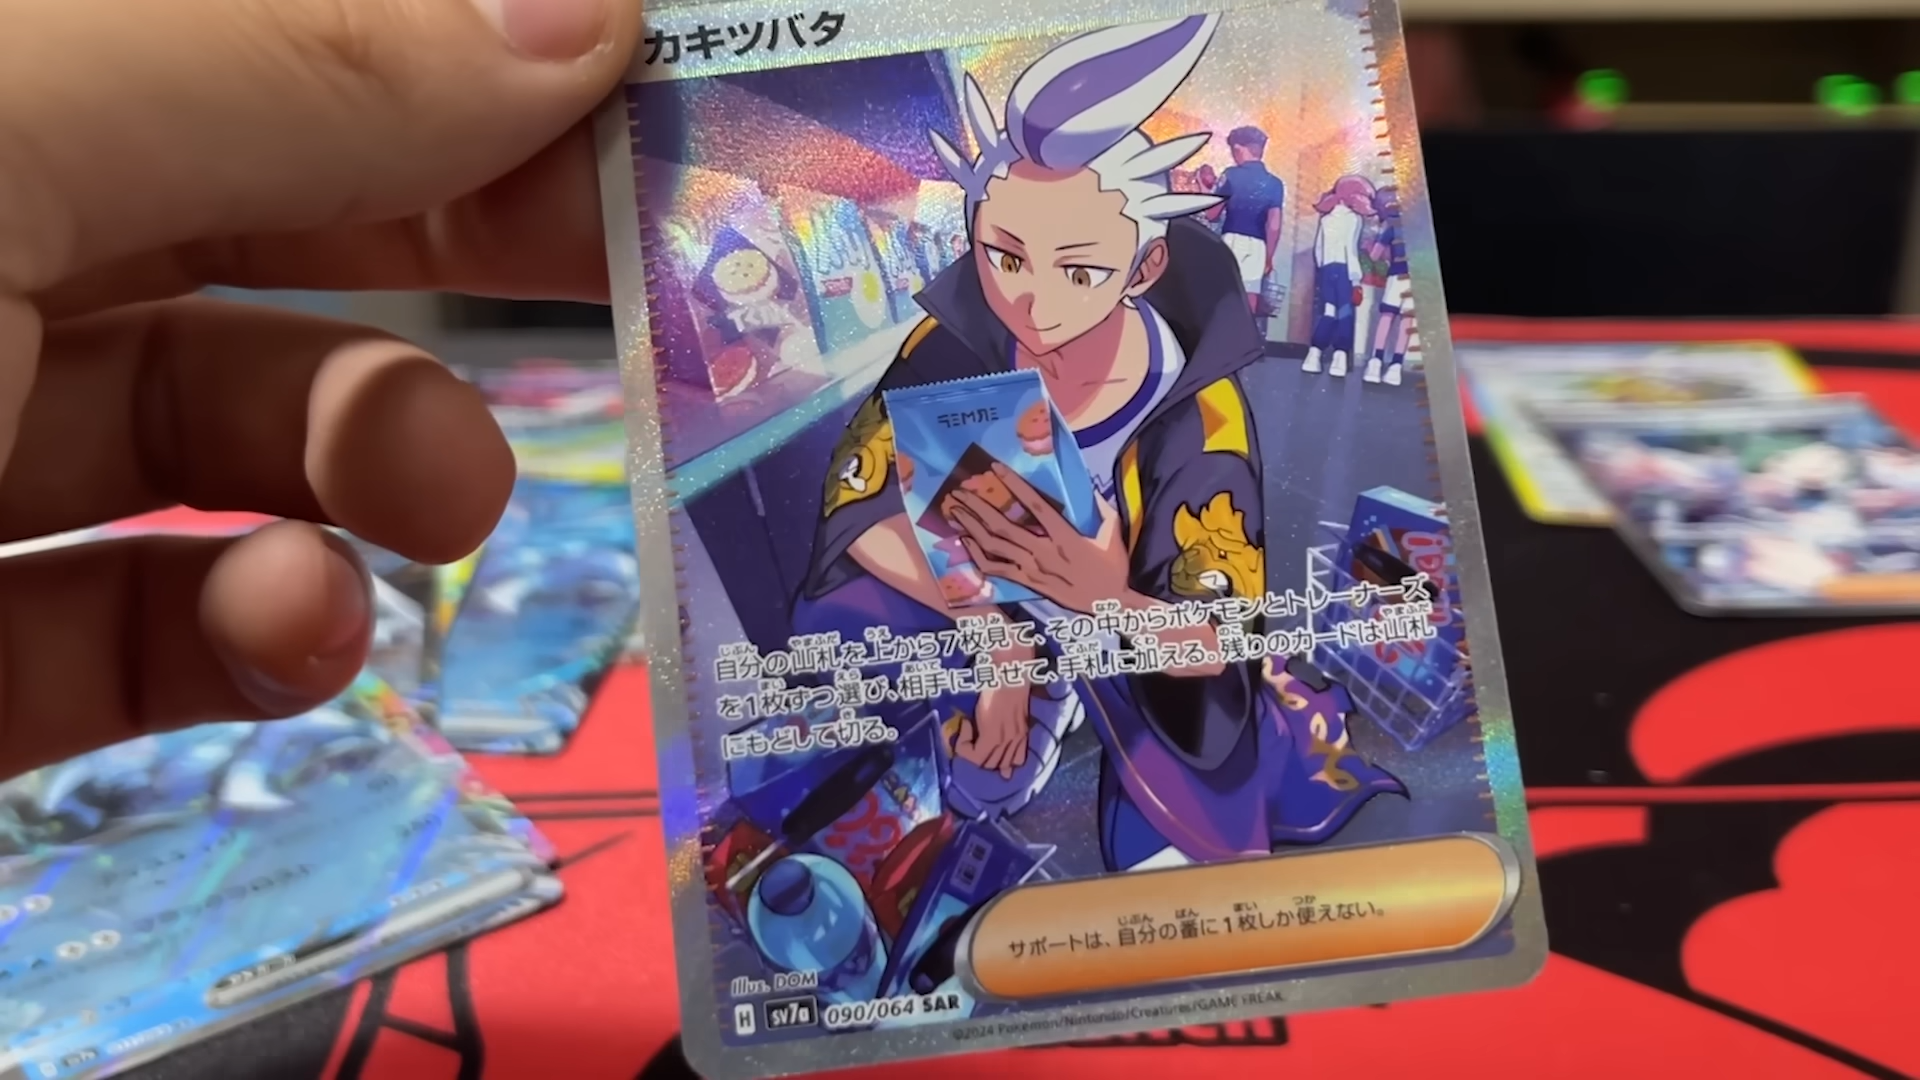 カキツバタ
自分の山札を上から7枚見て、その中からポケモンとトレーナーズ
を1枚ずつ選び、相手に見せて、手札に加える。残りのカードは山札
にもどして切る。
サポートは、自分の番に1枚しか使えない。
Illus. DOM
H sv7a 090/064 SAR
©2024 Pokémon/Nintendo/Creatures/GAME FREAK.